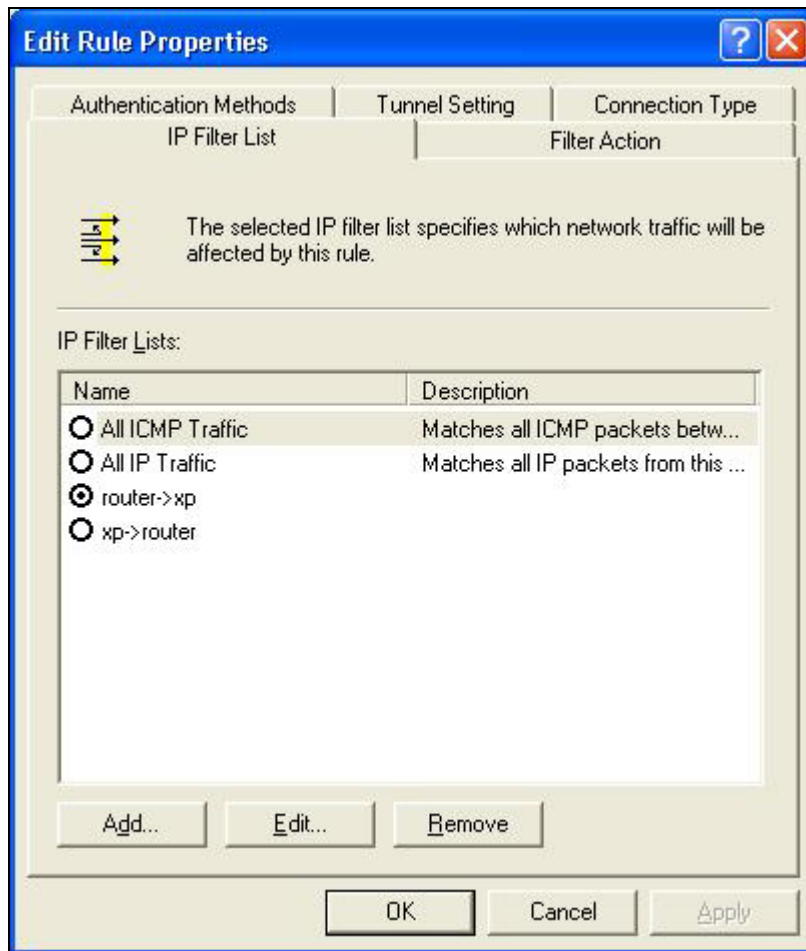 Edit Rule Properties
Authentication Methods Tunnel Setting Connection Type
IP Filter List Filter Action
The selected IP filter list specifies which network traffic will be
affected by this rule.
IP Filter Lists:
Name Description
All ICMP Traffic Matches all ICMP packets betw...
All IP Traffic Matches all IP packets from this ...
router->xp
xp->router
Add... Edit... Remove
OK Cancel Apply